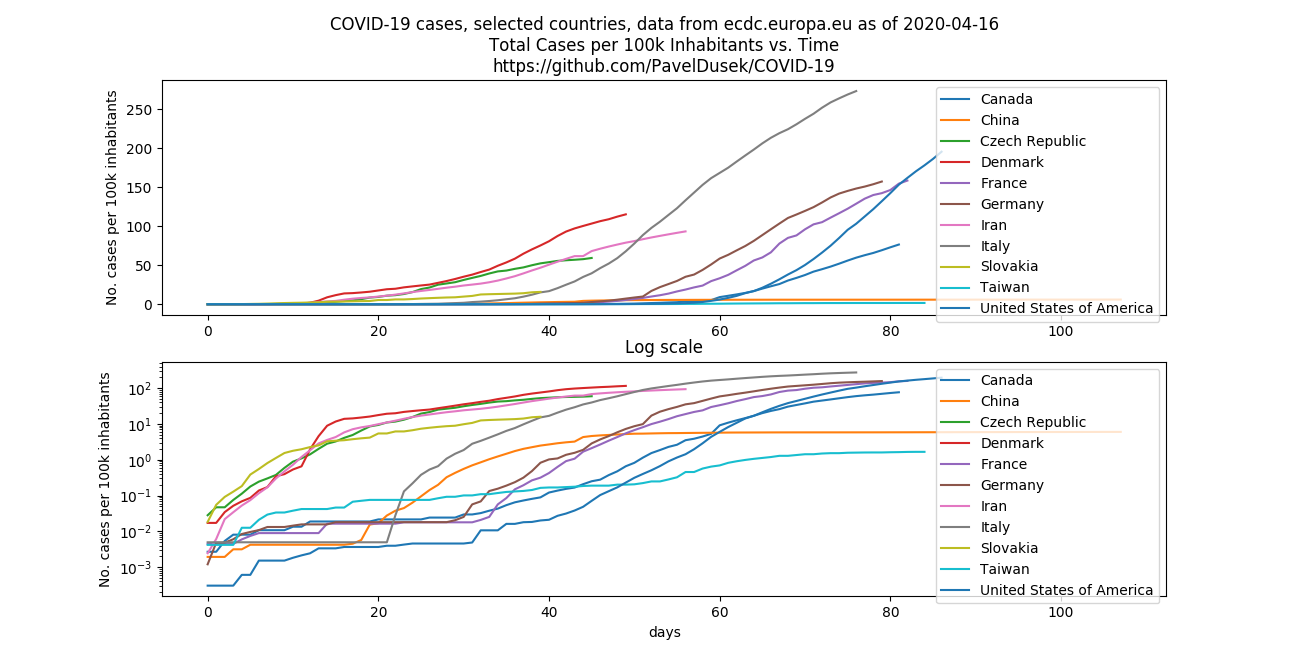 COVID-19 cases, selected countries, data from ecdc.europa.eu as of 2020-04-16
Total Cases per 100k Inhabitants vs. Time
https://github.com/PavelDusek/COVID-19
No. cases per 100k inhabitants
250
200
150
100
50
0
0 20 40 60 80 100
Canada
China
Czech Republic
Denmark
France
Germany
Iran
Italy
Slovakia
Taiwan
United States of America
Log scale
No. cases per 100k inhabitants
10²
10¹
10⁰
10⁻¹
10⁻²
10⁻³
0 20 40 60 80 100
days
Canada
China
Czech Republic
Denmark
France
Germany
Iran
Italy
Slovakia
Taiwan
United States of America